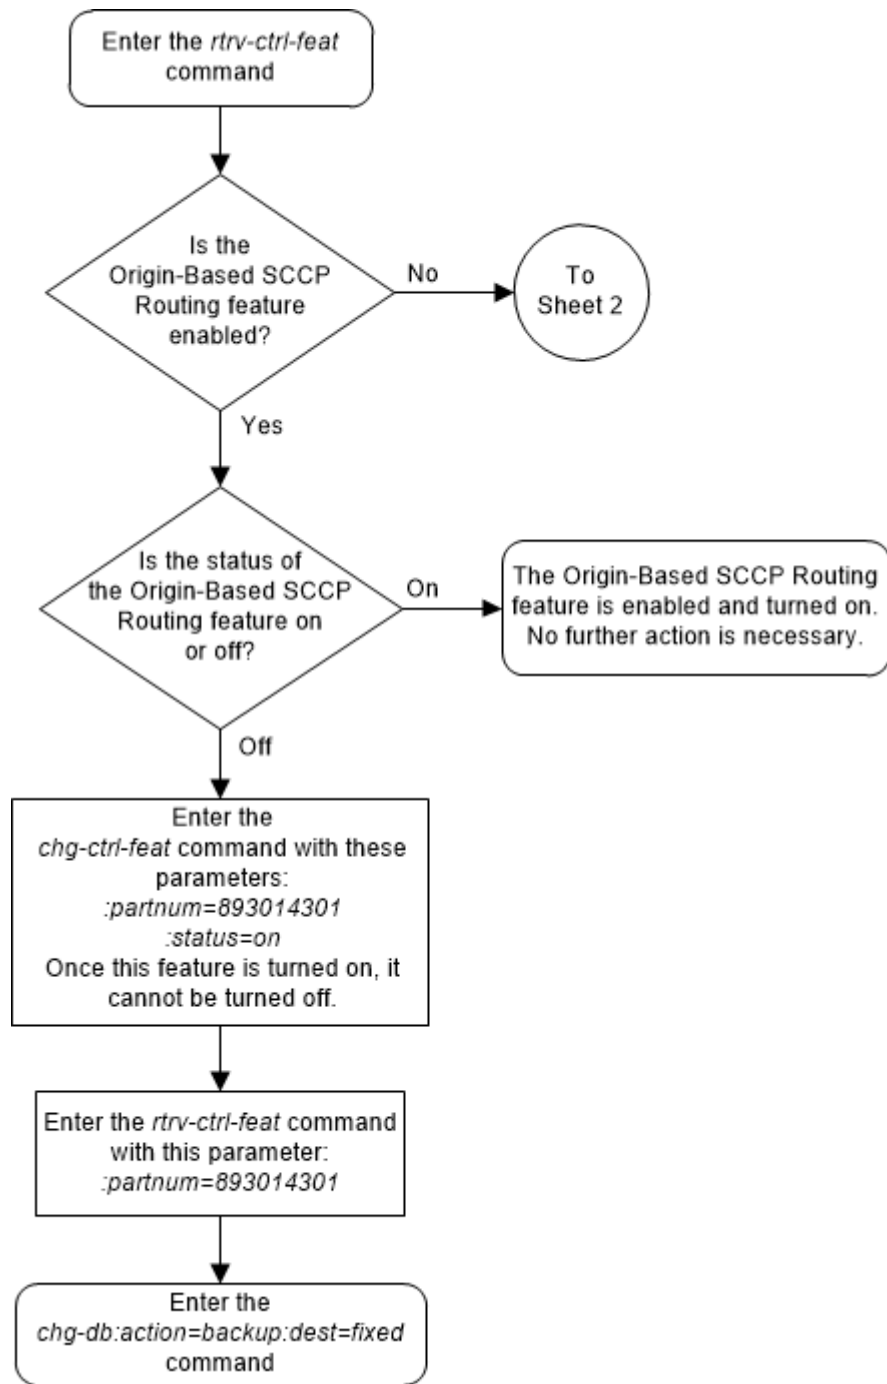 Enter the rtrv-ctrl-feat
command
Is the
Origin-Based SCCP
Routing feature
enabled?
No
To
Sheet 2
Yes
Is the status of
the Origin-Based SCCP
Routing feature on
or off?
On
The Origin-Based SCCP Routing
feature is enabled and turned on.
No further action is necessary.
Off
Enter the
chg-ctrl-feat command with these
parameters:
:partnum=893014301
:status=on
Once this feature is turned on, it
cannot be turned off.
Enter the rtrv-ctrl-feat command
with this parameter:
:partnum=893014301
Enter the
chg-db:action=backup:dest=fixed
command